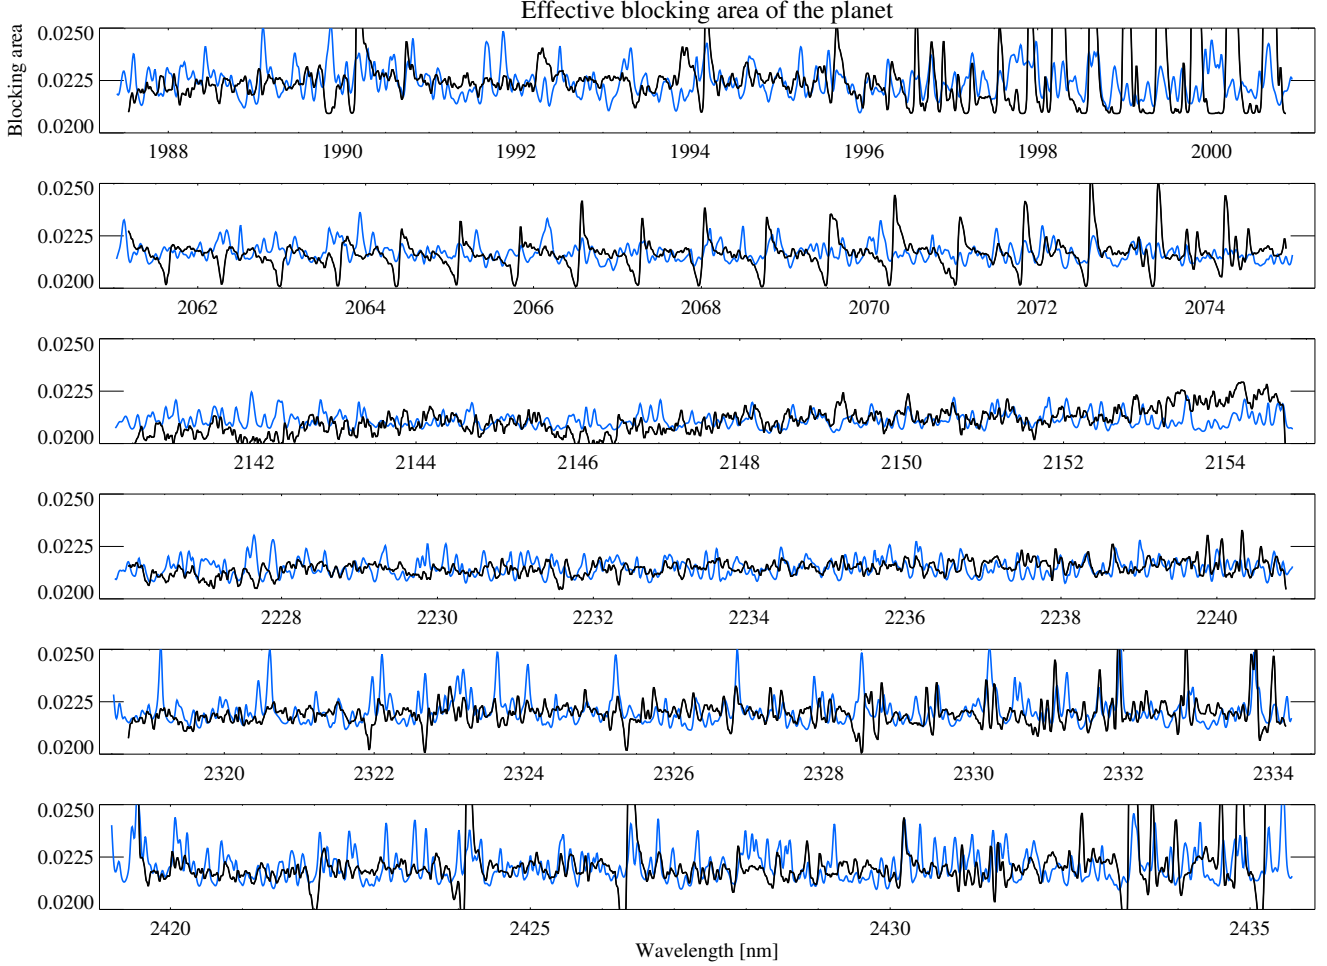 Effective blocking area of the planet
Blocking area
0.0250
0.0225
0.0200
1988 1990 1992 1994 1996 1998 2000
0.0250
0.0225
0.0200
2062 2064 2066 2068 2070 2072 2074
0.0250
0.0225
0.0200
2142 2144 2146 2148 2150 2152 2154
0.0250
0.0225
0.0200
2228 2230 2232 2234 2236 2238 2240
0.0250
0.0225
0.0200
2320 2322 2324 2326 2328 2330 2332 2334
0.0250
0.0225
0.0200
2420 2425 2430 2435
Wavelength [nm]